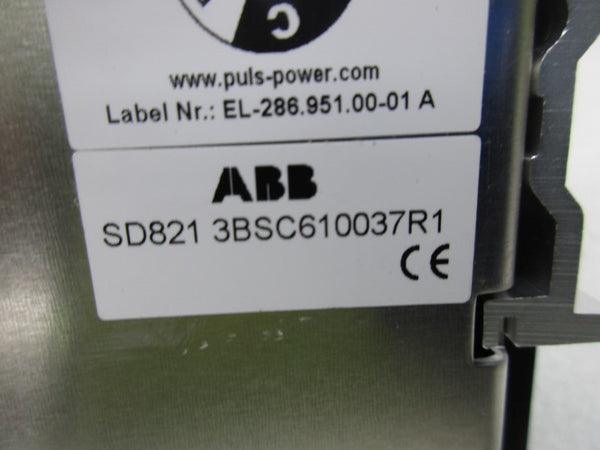 C
www.puls-power.com
Label Nr.: EL-286.951.00-01 A
ABB
SD821 3BSC610037R1
CE